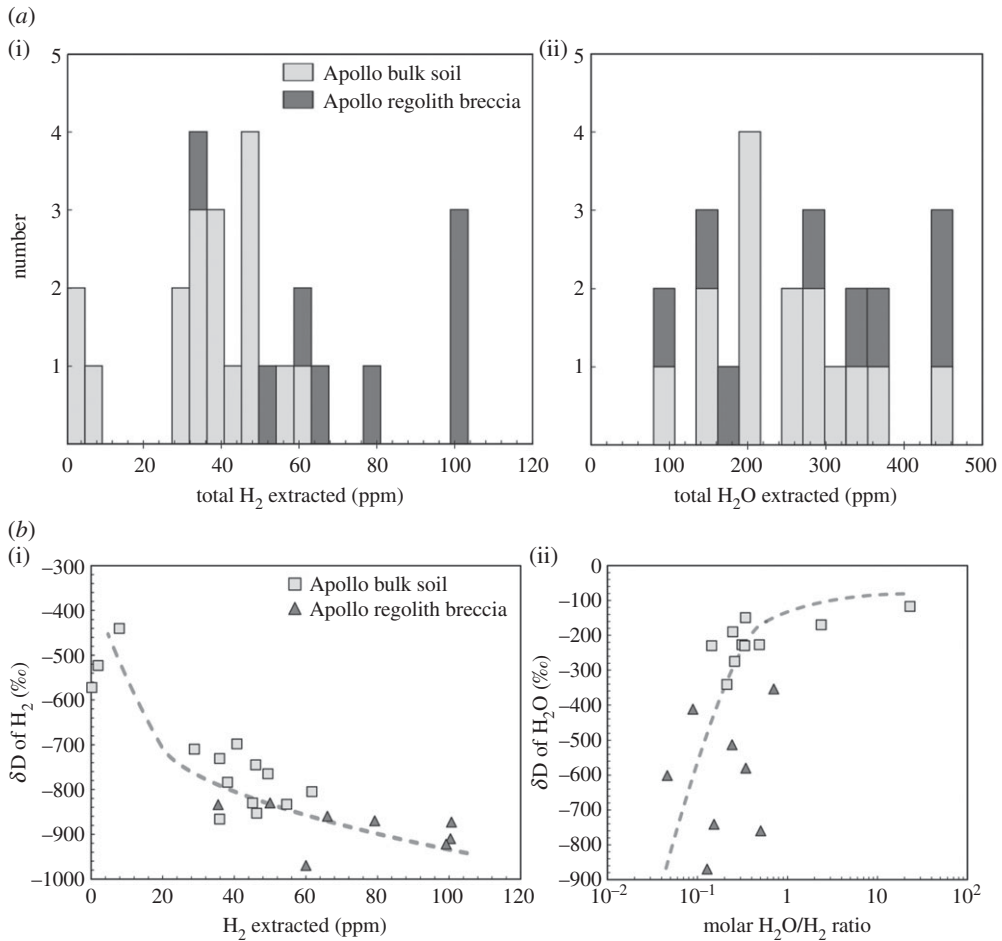 (a)
(i)
(ii)
5
4
3
2
1
number
Apollo bulk soil
Apollo regolith breccia
0 20 40 60 80 100 120
total H2 extracted (ppm)
5
4
3
2
1
0 100 200 300 400 500
total H2O extracted (ppm)
(b)
(i)
(ii)
–300
–400
–500
–600
–700
–800
–900
–1000
δD of H2 (‰)
Apollo bulk soil
Apollo regolith breccia
0 20 40 60 80 100 120
H2 extracted (ppm)
0
–100
–200
–300
–400
–500
–600
–700
–800
–900
δD of H2O (‰)
10–2 10–1 1 10 102
molar H2O/H2 ratio